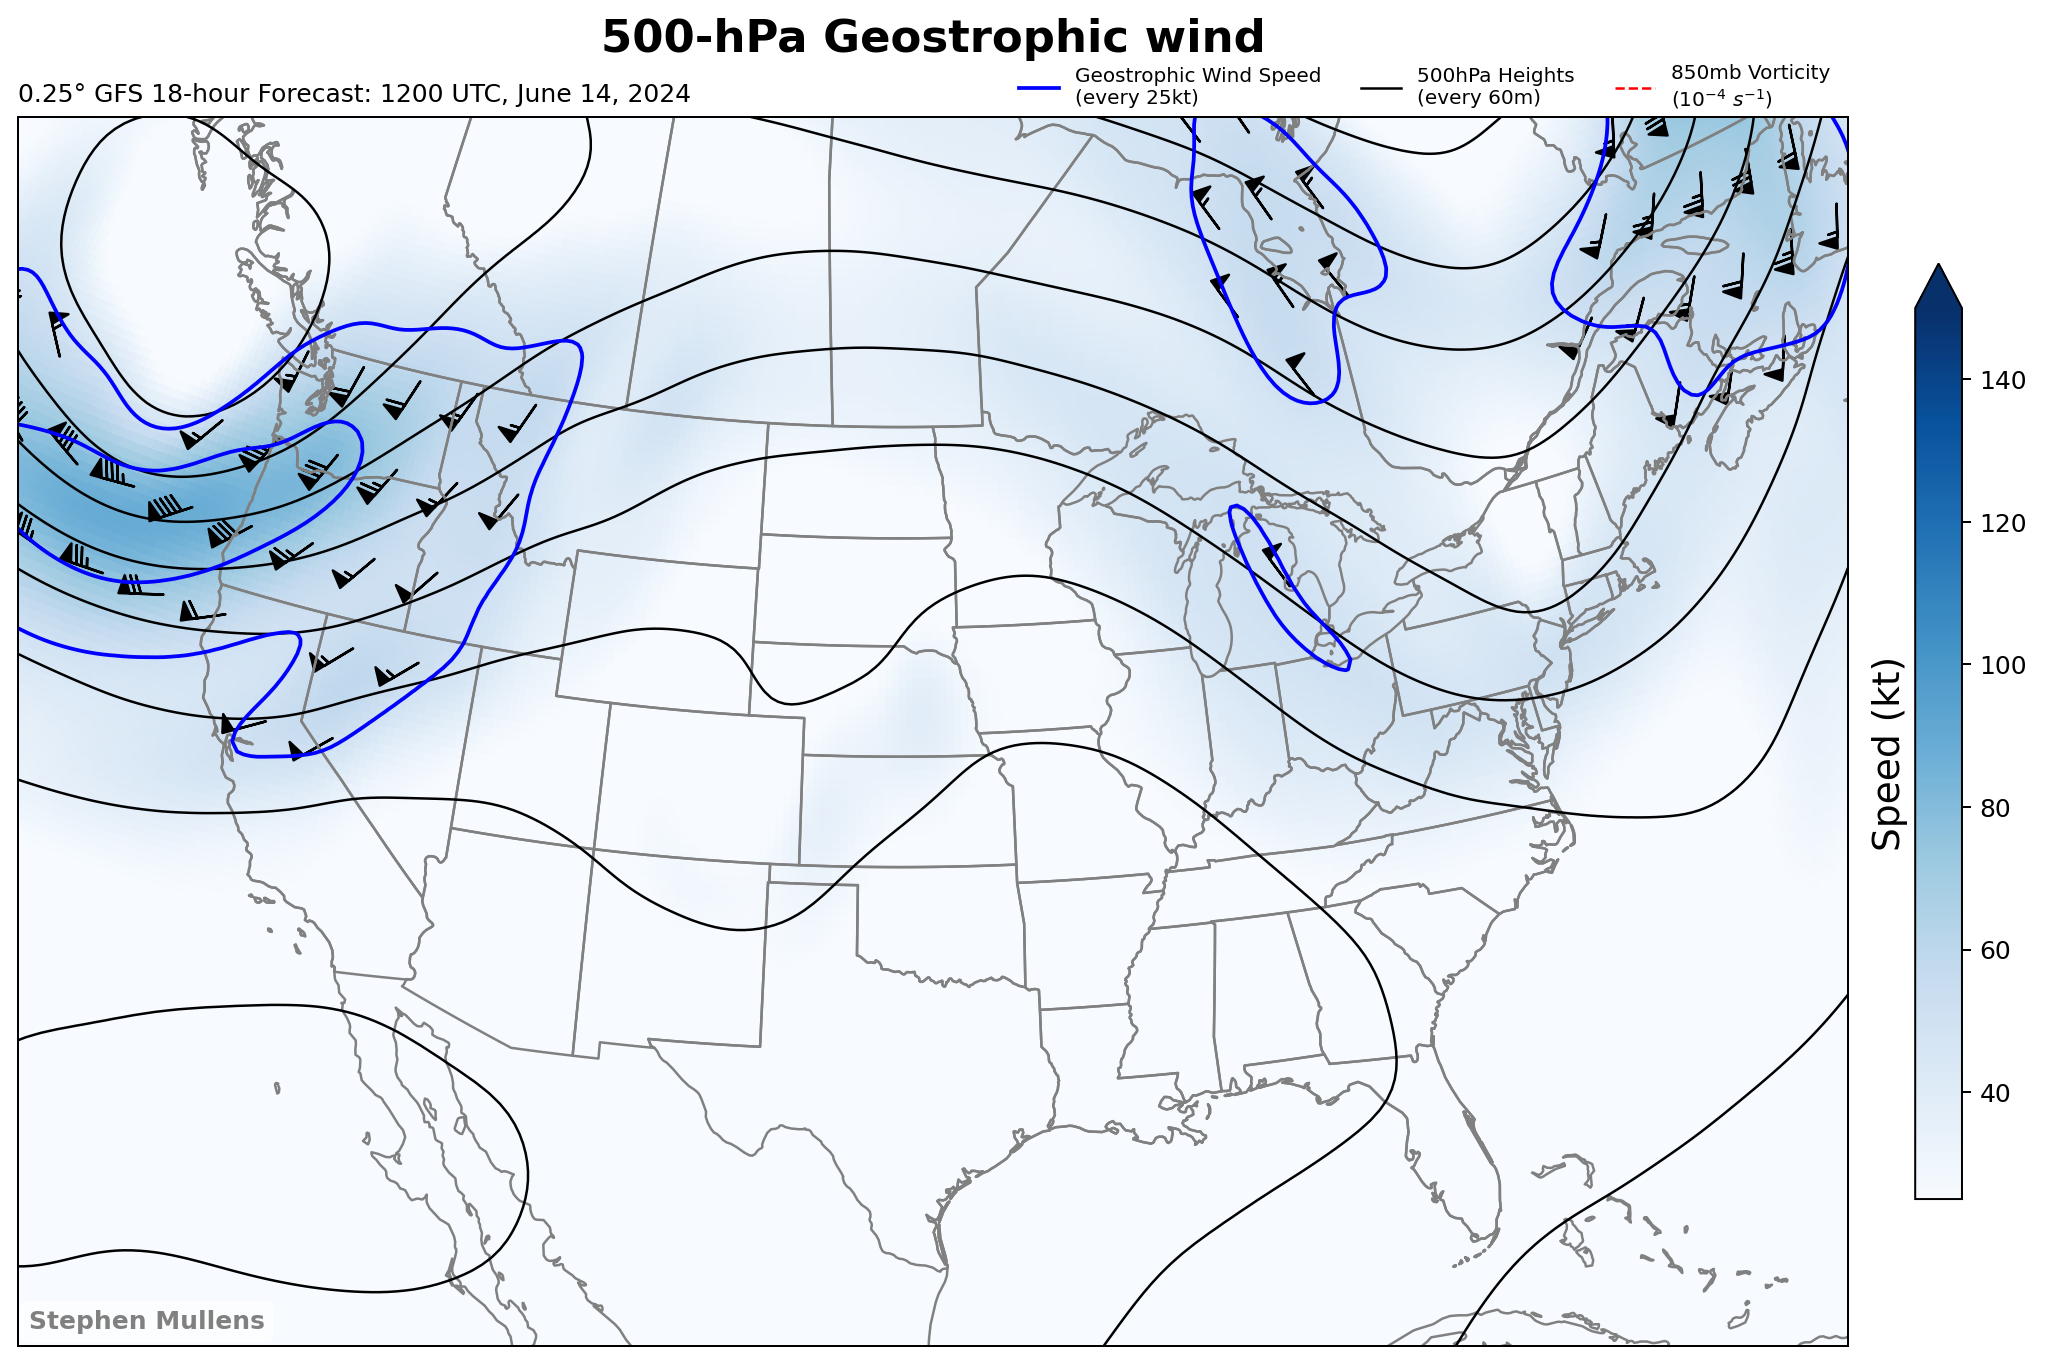 500-hPa Geostrophic wind
0.25° GFS 18-hour Forecast: 1200 UTC, June 14, 2024
Geostrophic Wind Speed
(every 25kt)
500hPa Heights
(every 60m)
850mb Vorticity
(10⁻⁴ s⁻¹)
140
120
100
80
60
40
Speed (kt)
Stephen Mullens